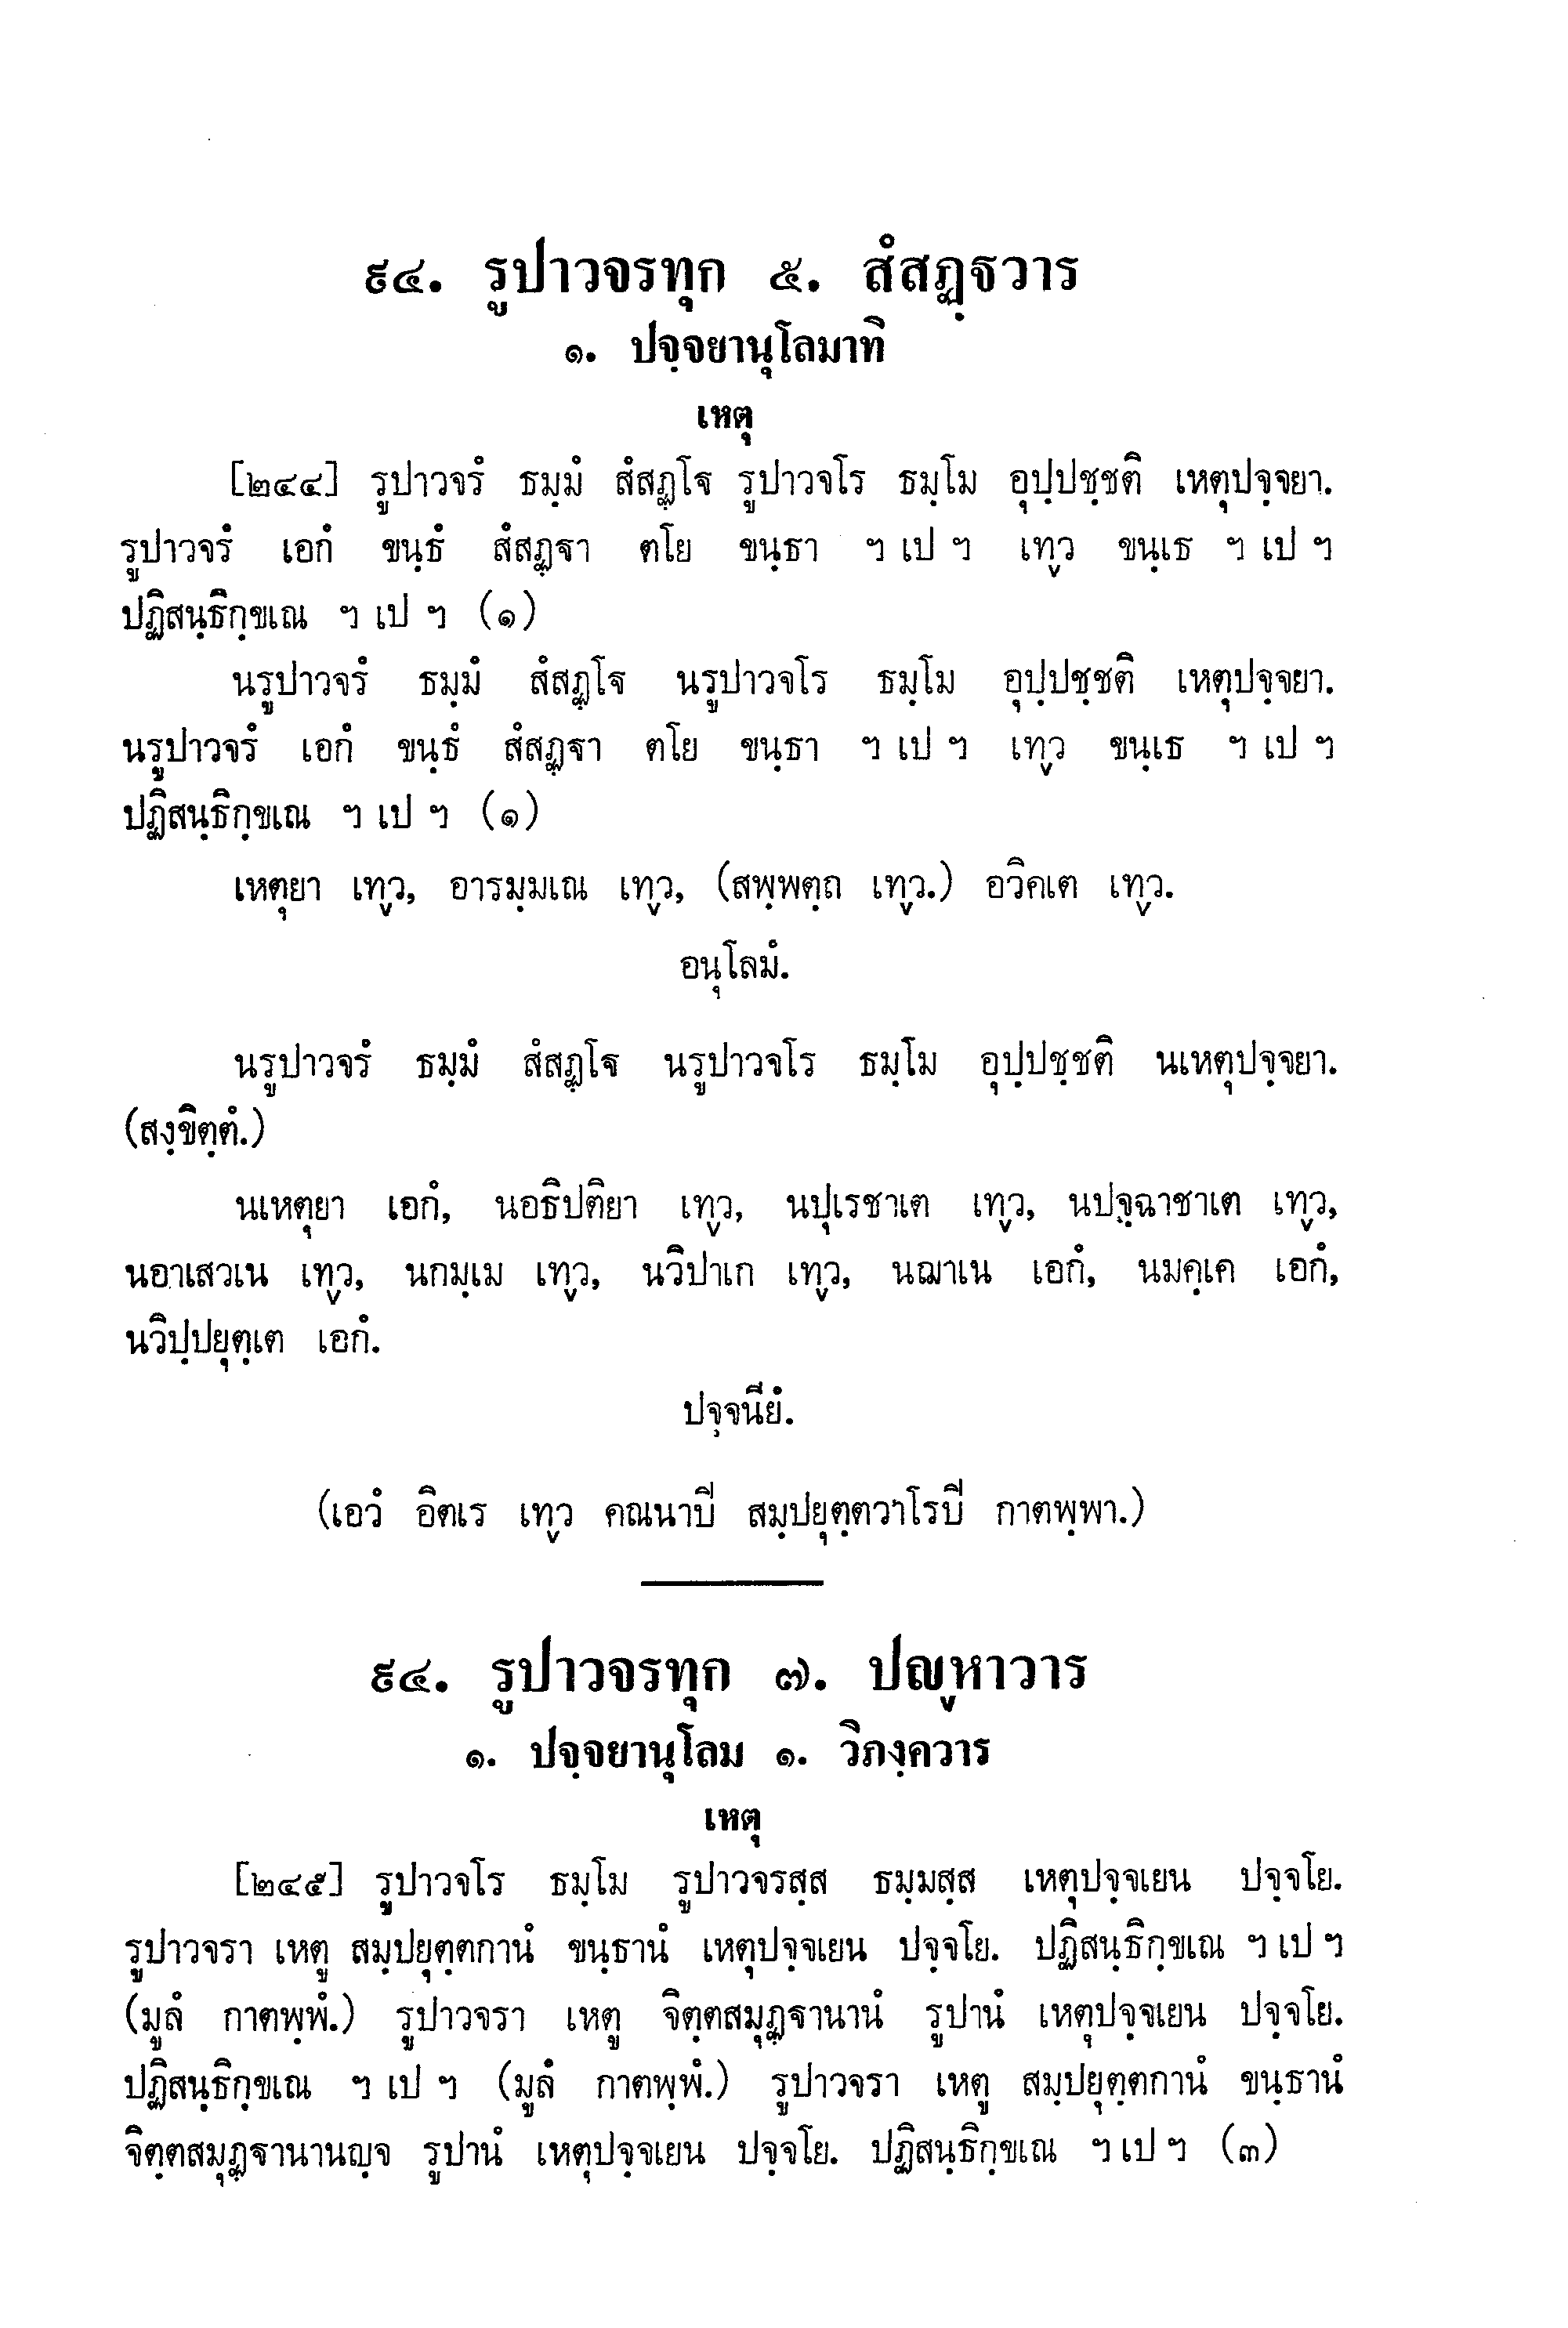 ๙๔. รูปาวจรทุก ๕. สํสฏฺฐวาร
๑. ปจฺจยานุโลมาทิ
เหตุ
[๒๔๔] รูปาวจรํ ธมฺมํ สํสฏฺโฐ รูปาวจโร ธมฺโม อุปฺปชฺชติ เหตุปจฺจยา.
รูปาวจรํ เอกํ ขนฺธํ สํสฏฺฐา ตโย ขนฺธา ฯ เป ฯ เทฺว ขนฺเธ ฯ เป ฯ
ปฏิสนฺธิกฺขเณ ฯ เป ฯ (๑)
นรูปาวจรํ ธมฺมํ สํสฏฺโฐ นรูปาวจโร ธมฺโม อุปฺปชฺชติ เหตุปจฺจยา.
นรูปาวจรํ เอกํ ขนฺธํ สํสฏฺฐา ตโย ขนฺธา ฯ เป ฯ เทฺว ขนฺเธ ฯ เป ฯ
ปฏิสนฺธิกฺขเณ ฯ เป ฯ (๑)
เหตุยา เทฺว, อารมฺมเณ เทฺว, (สพฺพตฺถ เทฺว.) อวิคเต เทฺว.
อนุโลมํ.
นรูปาวจรํ ธมฺมํ สํสฏฺโฐ นรูปาวจโร ธมฺโม อุปฺปชฺชติ นเหตุปจฺจยา.
(สงฺขิตฺตํ.)
นเหตุยา เอกํ, นอธิปติยา เทฺว, นปุเรชาเต เทฺว, นปจฺฉาชาเต เทฺว,
นอาเสวเน เทฺว, นกมฺเม เทฺว, นวิปาเก เทฺว, นฌาเน เอกํ, นมคฺเค เอกํ,
นวิปฺปยุตฺเต เอกํ.
ปจฺจนียํ.
(เอวํ อิตเร เทฺว คณนาปิ สมฺปยุตฺตวาโรปิ กาตพฺพา.)
๙๔. รูปาวจรทุก ๗. ปญฺหาวาร
๑. ปจฺจยานุโลม ๑. วิภงฺควาร
เหตุ
[๒๔๕] รูปาวจโร ธมฺโม รูปาวจรสฺส ธมฺมสฺส เหตุปจฺจเยน ปจฺจโย.
รูปาวจรา เหตู สมฺปยุตฺตกานํ ขนฺธานํ เหตุปจฺจเยน ปจฺจโย. ปฏิสนฺธิกฺขเณ ฯ เป ฯ
(มูลํ กาตพฺพํ.) รูปาวจรา เหตู จิตฺตสมุฏฺฐานานํ รูปานํ เหตุปจฺจเยน ปจฺจโย.
ปฏิสนฺธิกฺขเณ ฯ เป ฯ (มูลํ กาตพฺพํ.) รูปาวจรา เหตู สมฺปยุตฺตกานํ ขนฺธานํ
จิตฺตสมุฏฺฐานานญฺจ รูปานํ เหตุปจฺจเยน ปจฺจโย. ปฏิสนฺธิกฺขเณ ฯ เป ฯ (๓)